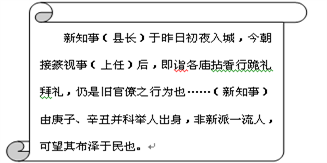 新知事（县长）于昨日初夜入城，今朝
接篆视事（上任）后，即诣各庙拈香行跪礼
拜礼，仍是旧官僚之行为也……（新知事）
由庚子、辛丑并科举人出身，非新派一流人，
可望其布泽于民也。